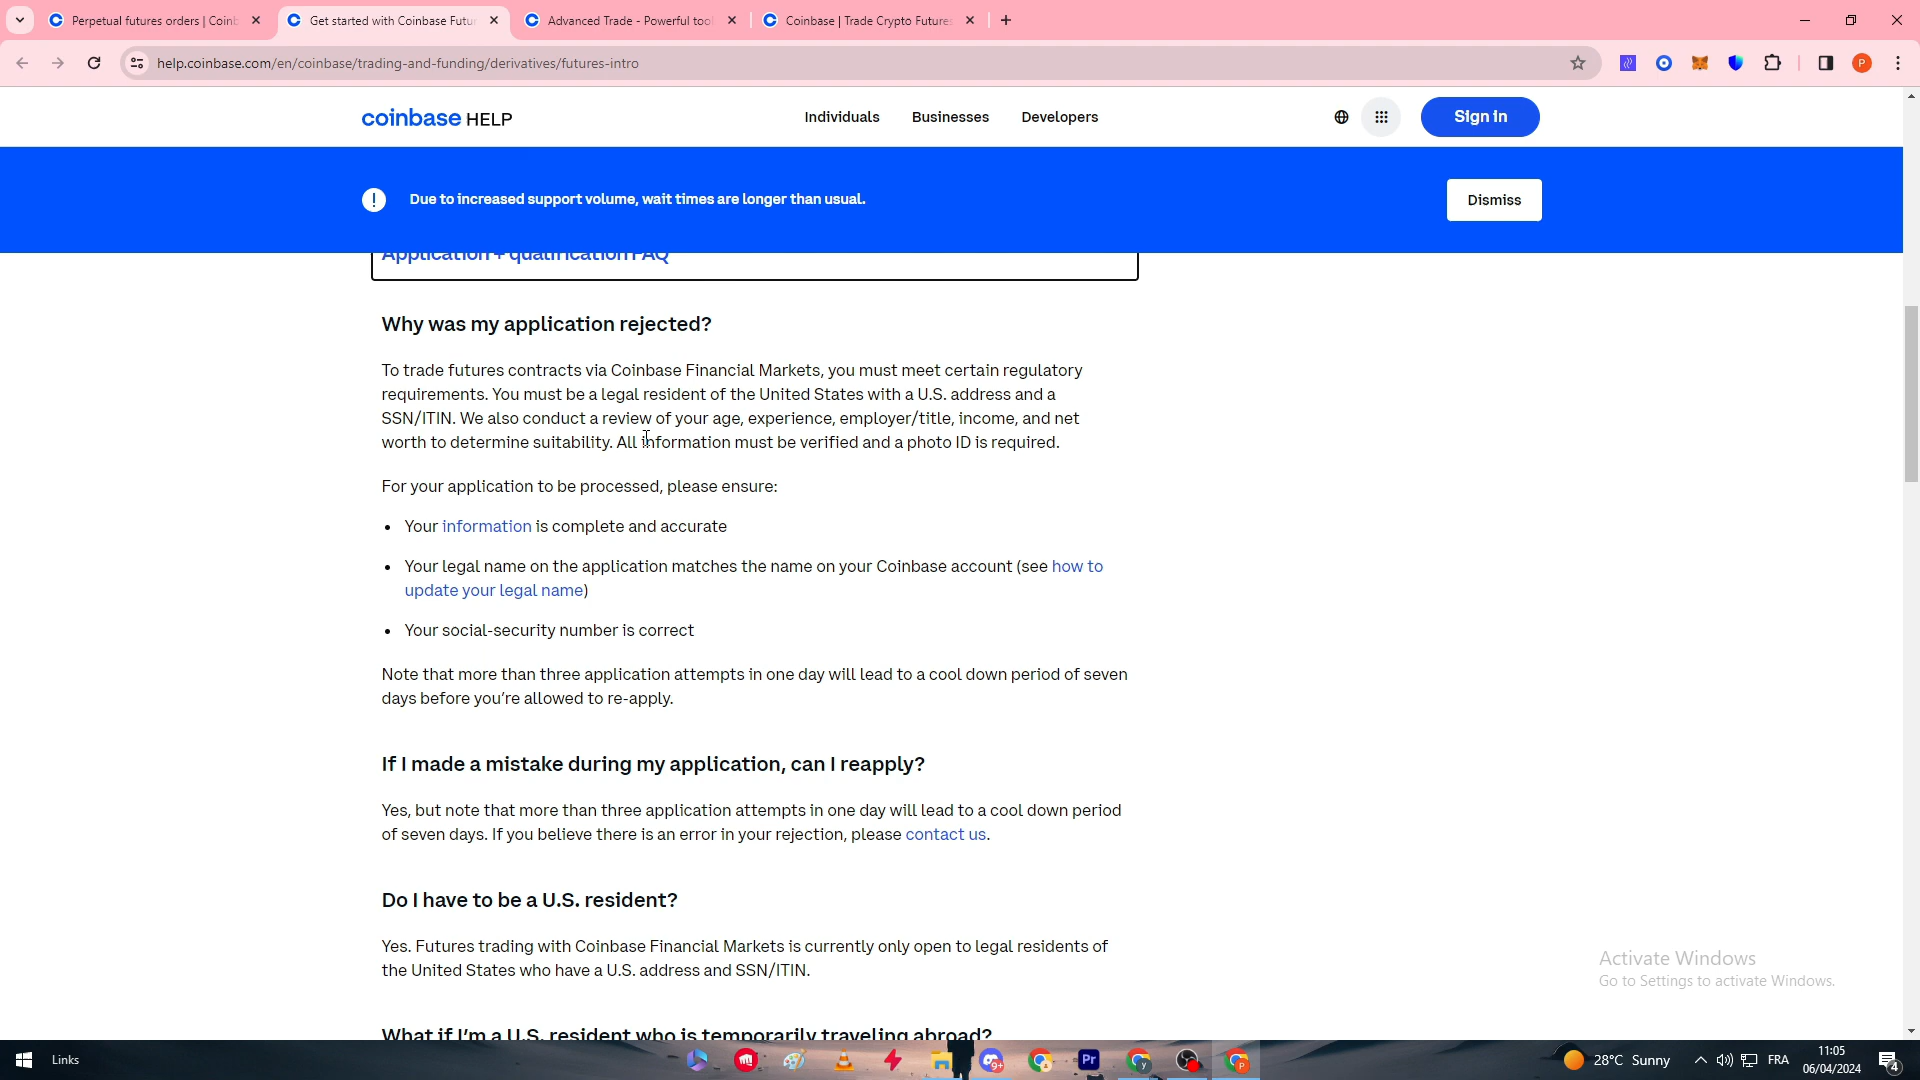 Perpetual futures orders | Coinb
Get started with Coinbase Futu
Advanced Trade - Powerful tool
Coinbase | Trade Crypto Futures
help.coinbase.com/en/coinbase/trading-and-funding/derivatives/futures-intro
P
coinbase HELP
Individuals
Businesses
Developers
Sign in
Due to increased support volume, wait times are longer than usual.
Dismiss
Application + qualification FAQ
Why was my application rejected?
To trade futures contracts via Coinbase Financial Markets, you must meet certain regulatory
requirements. You must be a legal resident of the United States with a U.S. address and a
SSN/ITIN. We also conduct a review of your age, experience, employer/title, income, and net
worth to determine suitability. All information must be verified and a photo ID is required.
For your application to be processed, please ensure:
• Your information is complete and accurate
• Your legal name on the application matches the name on your Coinbase account (see how to
update your legal name)
• Your social-security number is correct
Note that more than three application attempts in one day will lead to a cool down period of seven
days before you're allowed to re-apply.
If I made a mistake during my application, can I reapply?
Yes, but note that more than three application attempts in one day will lead to a cool down period
of seven days. If you believe there is an error in your rejection, please contact us.
Do I have to be a U.S. resident?
Yes. Futures trading with Coinbase Financial Markets is currently only open to legal residents of
the United States who have a U.S. address and SSN/ITIN.
What if I'm a U.S. resident who is temporarily traveling abroad?
Activate Windows
Go to Settings to activate Windows.
Links
9+
Pr
y
P
28°C Sunny
FRA
11:05
06/04/2024
4